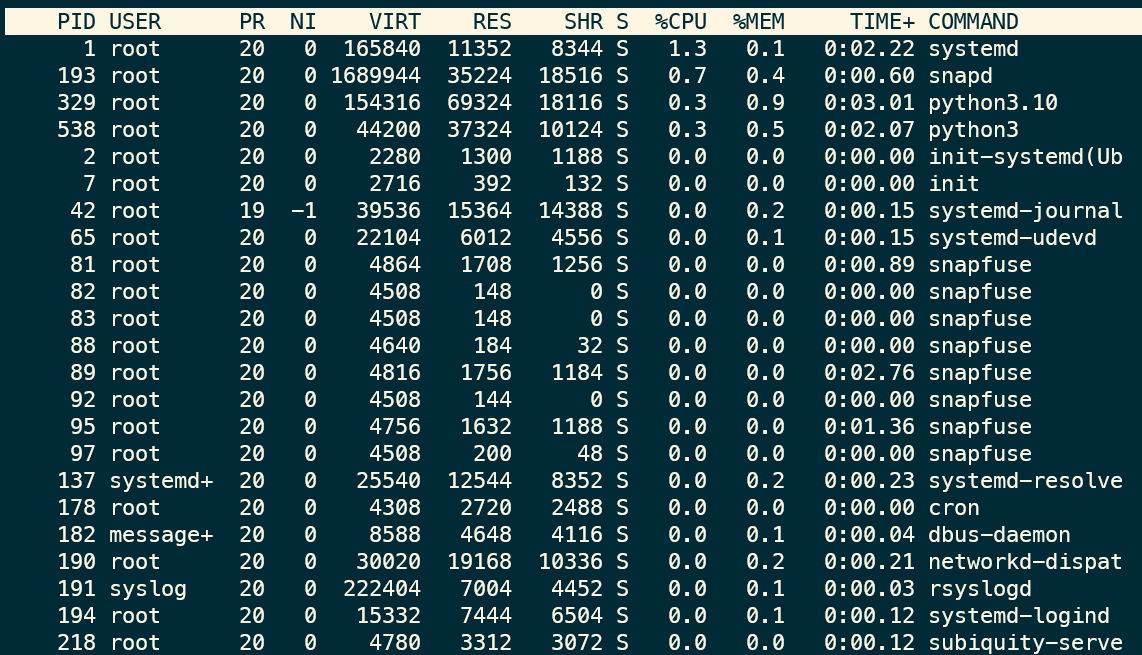 PID USER PR NI VIRT RES SHR S %CPU %MEM TIME+ COMMAND
1 root 20 0 165840 11352 8344 S 1.3 0.1 0:02.22 systemd
193 root 20 0 1689944 35224 18516 S 0.7 0.4 0:00.60 snapd
329 root 20 0 154316 69324 18116 S 0.3 0.9 0:03.01 python3.10
538 root 20 0 44200 37324 10124 S 0.3 0.5 0:02.07 python3
2 root 20 0 2280 1300 1188 S 0.0 0.0 0:00.00 init-systemd(Ub
7 root 20 0 2716 392 132 S 0.0 0.0 0:00.00 init
42 root 19 -1 39536 15364 14388 S 0.0 0.2 0:00.15 systemd-journal
65 root 20 0 22104 6012 4556 S 0.0 0.1 0:00.15 systemd-udevd
81 root 20 0 4864 1708 1256 S 0.0 0.0 0:00.89 snapfuse
82 root 20 0 4508 148 0 S 0.0 0.0 0:00.00 snapfuse
83 root 20 0 4508 148 0 S 0.0 0.0 0:00.00 snapfuse
88 root 20 0 4640 184 32 S 0.0 0.0 0:00.00 snapfuse
89 root 20 0 4816 1756 1184 S 0.0 0.0 0:02.76 snapfuse
92 root 20 0 4508 144 0 S 0.0 0.0 0:00.00 snapfuse
95 root 20 0 4756 1632 1188 S 0.0 0.0 0:01.36 snapfuse
97 root 20 0 4508 200 48 S 0.0 0.0 0:00.00 snapfuse
137 systemd+ 20 0 25540 12544 8352 S 0.0 0.2 0:00.23 systemd-resolve
178 root 20 0 4308 2720 2488 S 0.0 0.0 0:00.00 cron
182 message+ 20 0 8588 4648 4116 S 0.0 0.1 0:00.04 dbus-daemon
190 root 20 0 30020 19168 10336 S 0.0 0.2 0:00.21 networkd-dispat
191 syslog 20 0 222404 7004 4452 S 0.0 0.1 0:00.03 rsyslogd
194 root 20 0 15332 7444 6504 S 0.0 0.1 0:00.12 systemd-logind
218 root 20 0 4780 3312 3072 S 0.0 0.0 0:00.12 subiquity-serve